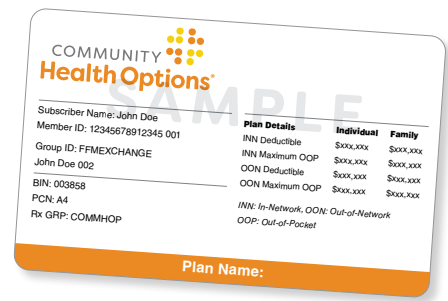 COMMUNITY
HealthOptions®
SAMPLE
Subscriber Name: John Doe
Member ID: 12345678912345 001
Group ID: FFMEXCHANGE
John Doe 002
BIN: 003858
PCN: A4
Rx GRP: COMMHOP
Plan Details Individual Family
INN Deductible $xxx,xxx $xxx,xxx
INN Maximum OOP $xxx,xxx $xxx,xxx
OON Deductible $xxx,xxx $xxx,xxx
OON Maximum OOP $xxx,xxx $xxx,xxx
INN: In-Network, OON: Out-of-Network
OOP: Out-of-Pocket
Plan Name: